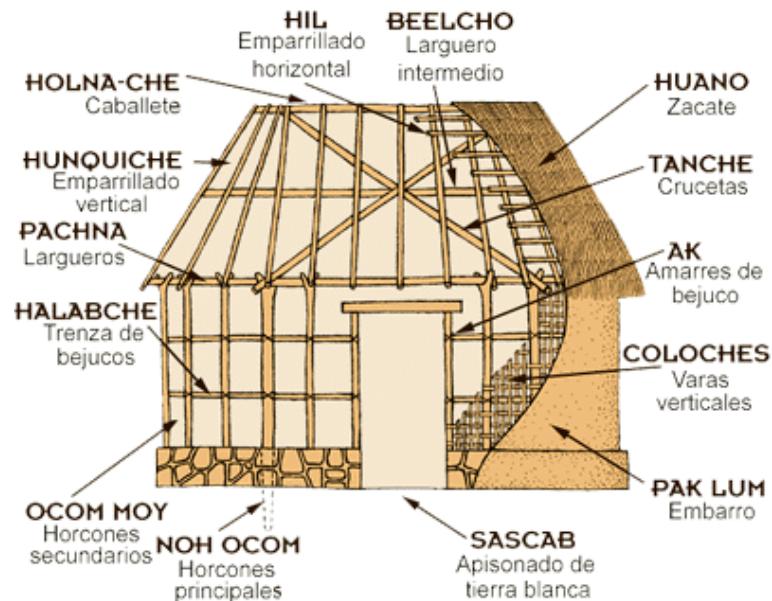 HIL
Emparrillado
horizontal
BEELCHO
Larguero
intermedio
HOLNA-CHE
Caballete
HUANO
Zacate
HUNQUICHE
Emparrillado
vertical
TANCHE
Crucetas
PACHNA
Largueros
AK
Amarres de
bejuco
HALABCHE
Trenza de
bejucos
COLOCHES
Varas
verticales
PAK LUM
Embarro
OCOM MOY
Horcones
secundarios
NOH OCOM
Horcones
principales
SASCAB
Apisonado de
tierra blanca